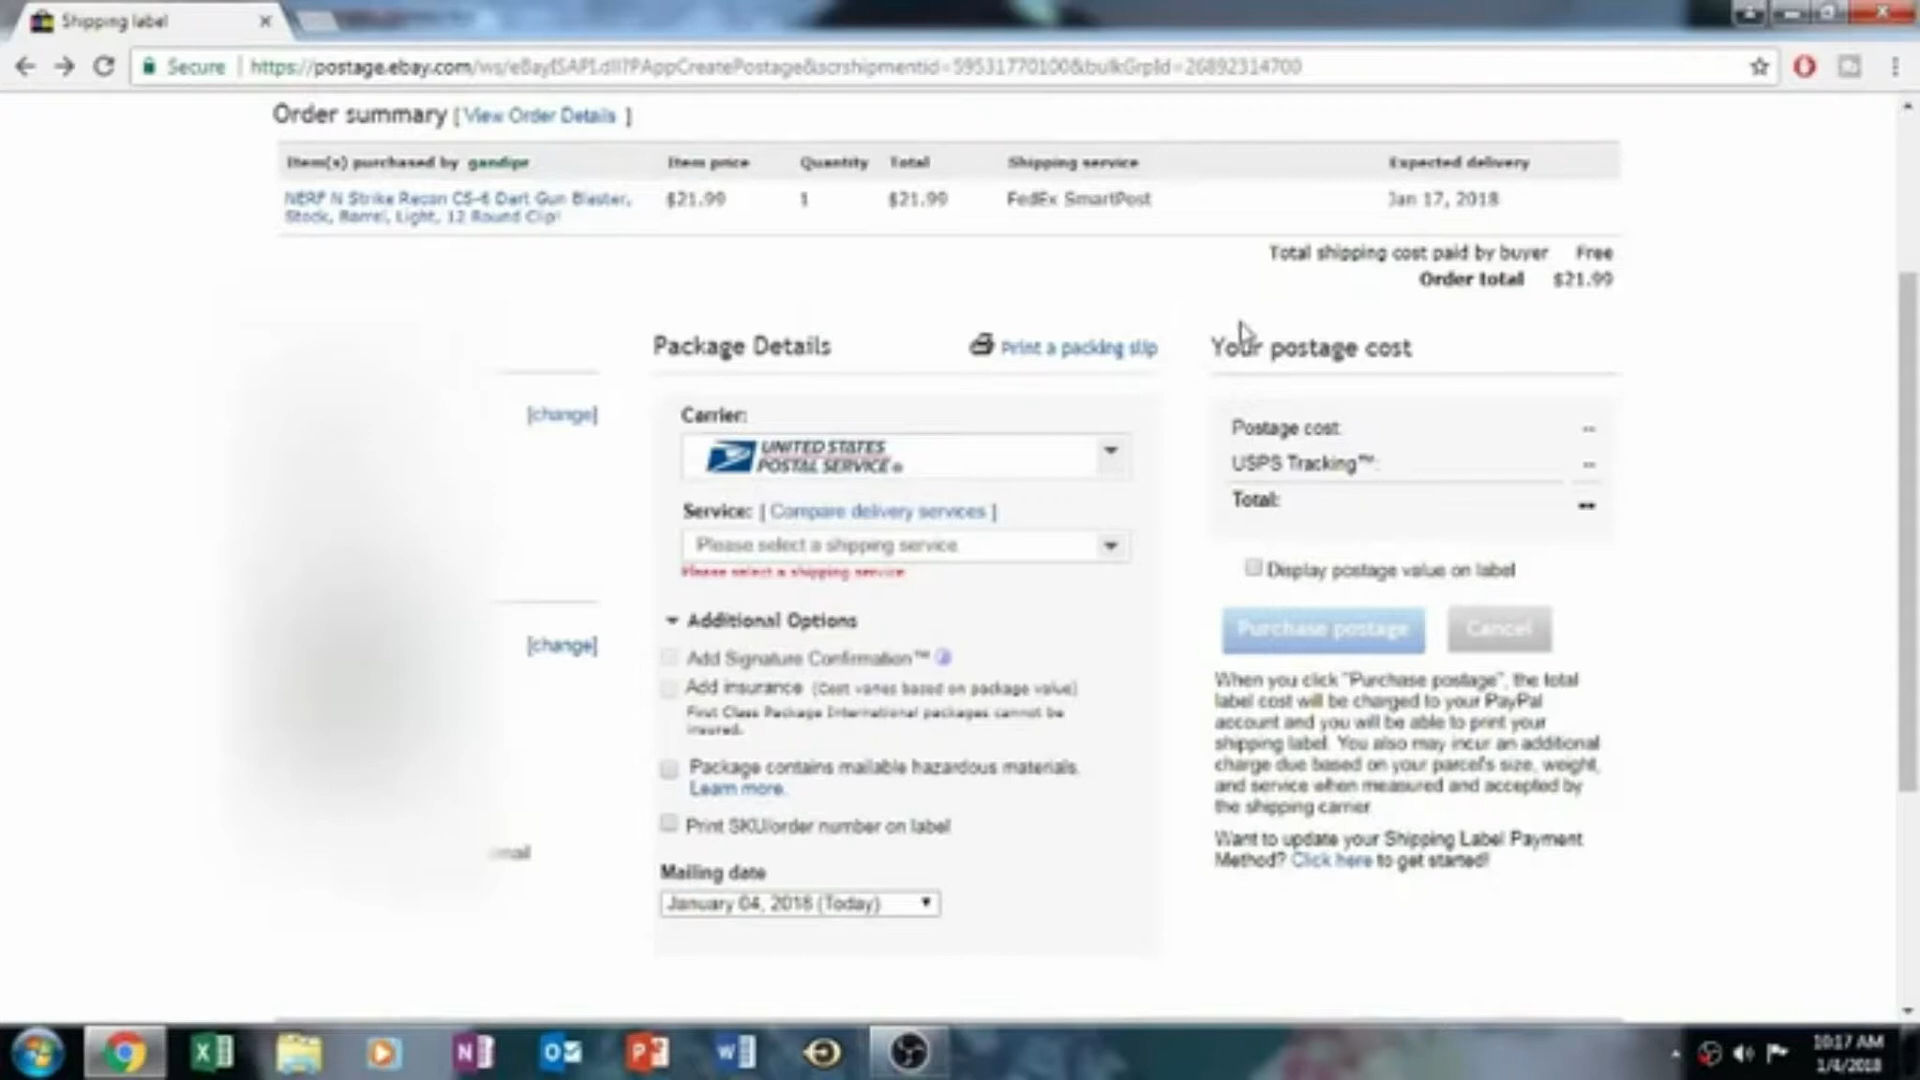 Shipping label
Secure https://postage.ebay.com/ws/eBayISAPI.dll?PAppCreatePostage&scrshipmentid=59531770100&bulkGrpId=26892314700
Order summary [ View Order Details ]
Item(s) purchased by gandipr Item price Quantity Total Shipping service Expected delivery
NERF N Strike Recon CS-6 Dart Gun Blaster, $21.99 1 $21.99 FedEx SmartPost Jan 17, 2018
Stock, Barrel, Light, 12 Round Clip!
Total shipping cost paid by buyer Free
Order total $21.99
Package Details Print a packing slip Your postage cost
[change]
Carrier:
UNITED STATES
POSTAL SERVICE®
Postage cost --
USPS Tracking™: --
Total: --
Service: [ Compare delivery services ]
Please select a shipping service
Please select a shipping service
Display postage value on label
Additional Options
Purchase postage Cancel
[change]
Add Signature Confirmation™
Add insurance (Cost varies based on package value)
First Class Package International packages cannot be
insured.
Package contains mailable hazardous materials.
Learn more.
Print SKU/order number on label
When you click "Purchase postage", the total
label cost will be charged to your PayPal
account and you will be able to print your
shipping label. You also may incur an additional
charge due based on your parcel's size, weight,
and service when measured and accepted by
the shipping carrier
Want to update your Shipping Label Payment
Method? Click here to get started!
Mailing date
January 04, 2018 (Today)
10:17 AM
1/4/2018